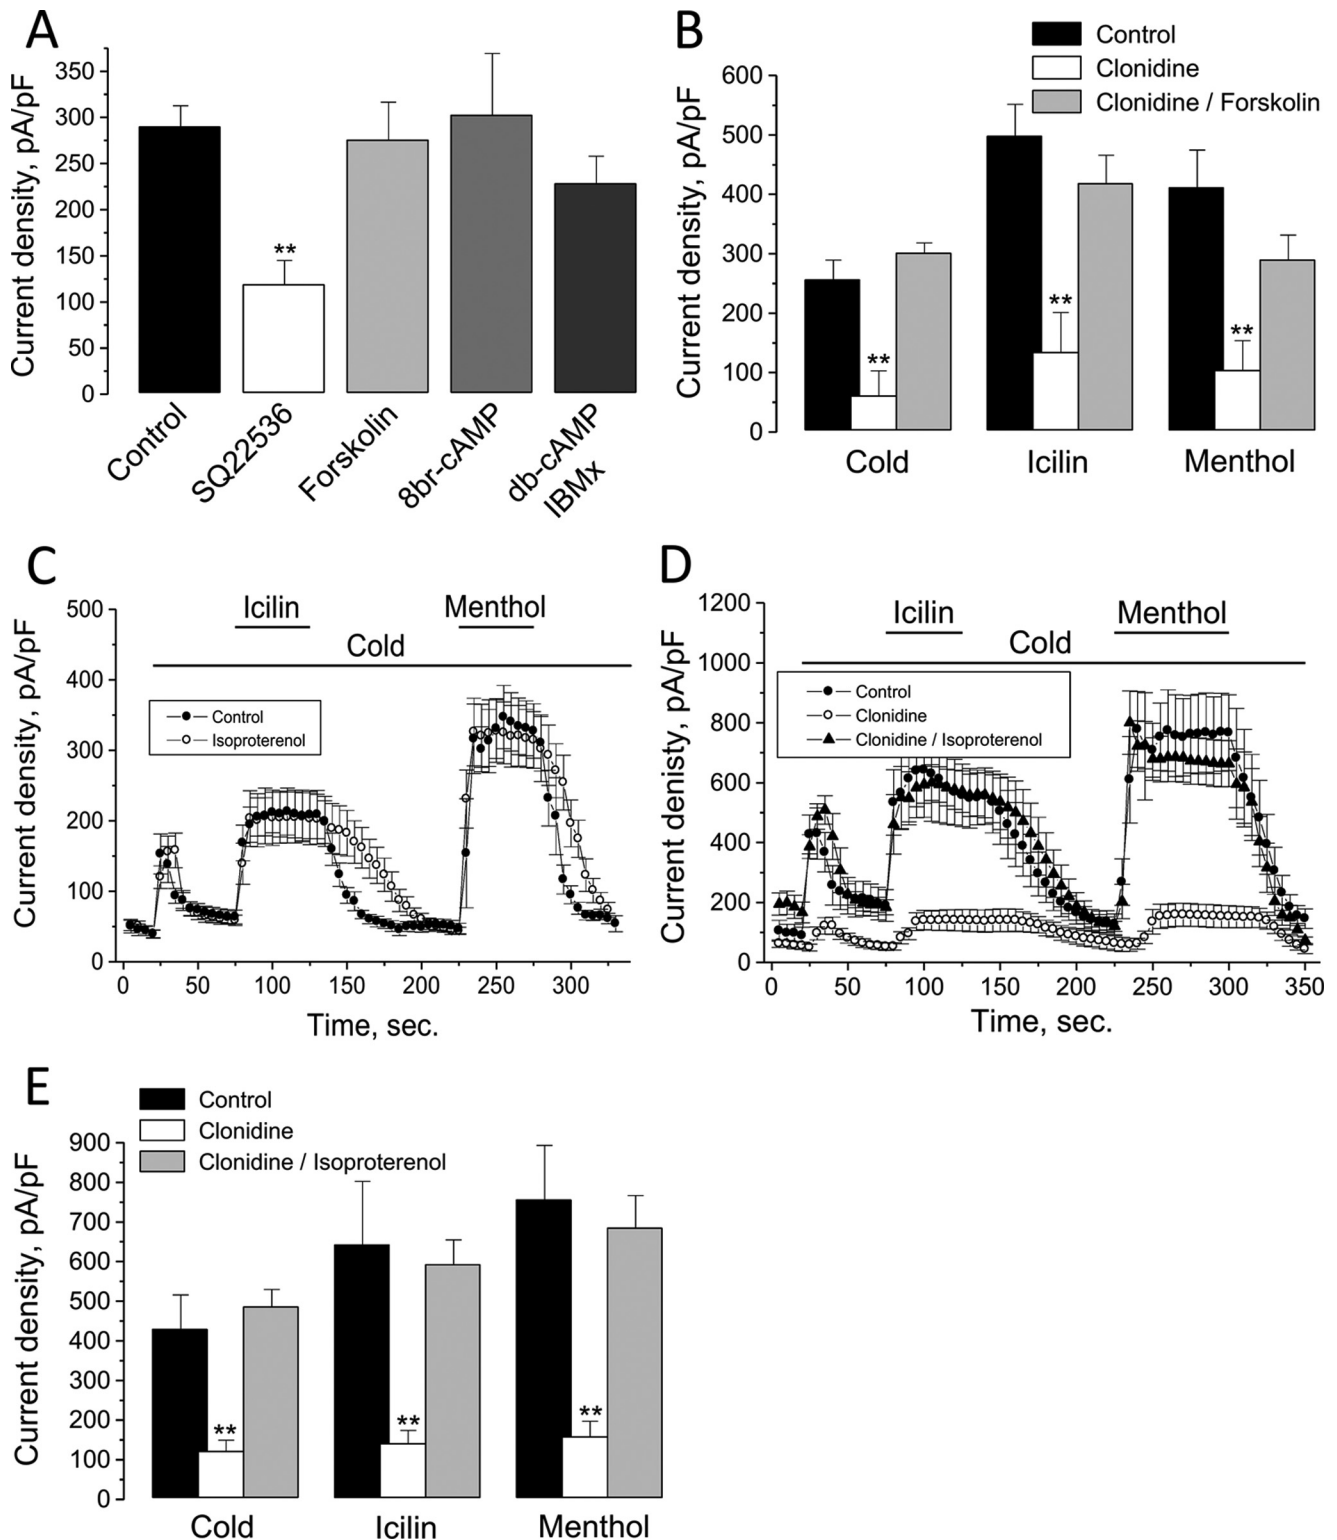 A
Current density, pA/pF
350
300
250
200
150
100
50
0
**
Control
SQ22536
Forskolin
8br-cAMP
db-cAMP
IBMx
B
Control
Clonidine
Clonidine / Forskolin
Current density, pA/pF
600
500
400
300
200
100
0
**
**
**
Cold
Icilin
Menthol
C
Current density, pA/pF
500
400
300
200
100
0
Icilin
Menthol
Cold
Control
Isoproterenol
0
50
100
150
200
250
300
Time, sec.
D
Current denisty, pA/pF
1200
1000
800
600
400
200
0
Icilin
Menthol
Cold
Control
Clonidine
Clonidine / Isoproterenol
0
50
100
150
200
250
300
350
Time, sec.
E
Control
Clonidine
Clonidine / Isoproterenol
Current density, pA/pF
900
800
700
600
500
400
300
200
100
0
**
**
**
Cold
Icilin
Menthol